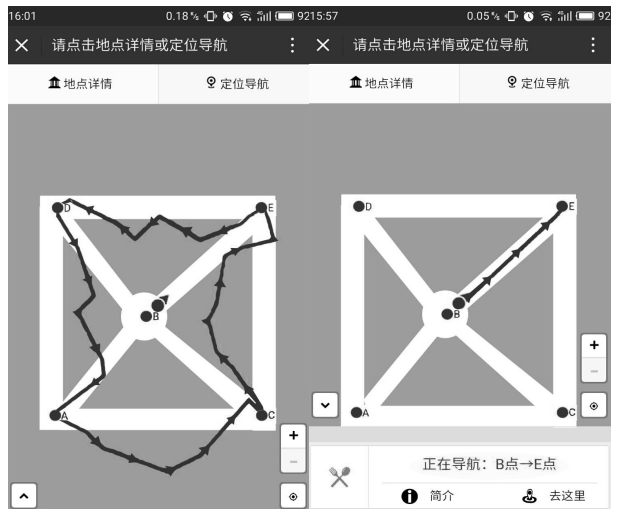 16:01 0.18 ᴷ/s 92
请点击地点详情或定位导航
地点详情 定位导航
D
E
B
A
C
15:57 0.05 ᴷ/s 92
请点击地点详情或定位导航
地点详情 定位导航
D
E
B
A
C
正在导航：B点→E点
简介 去这里